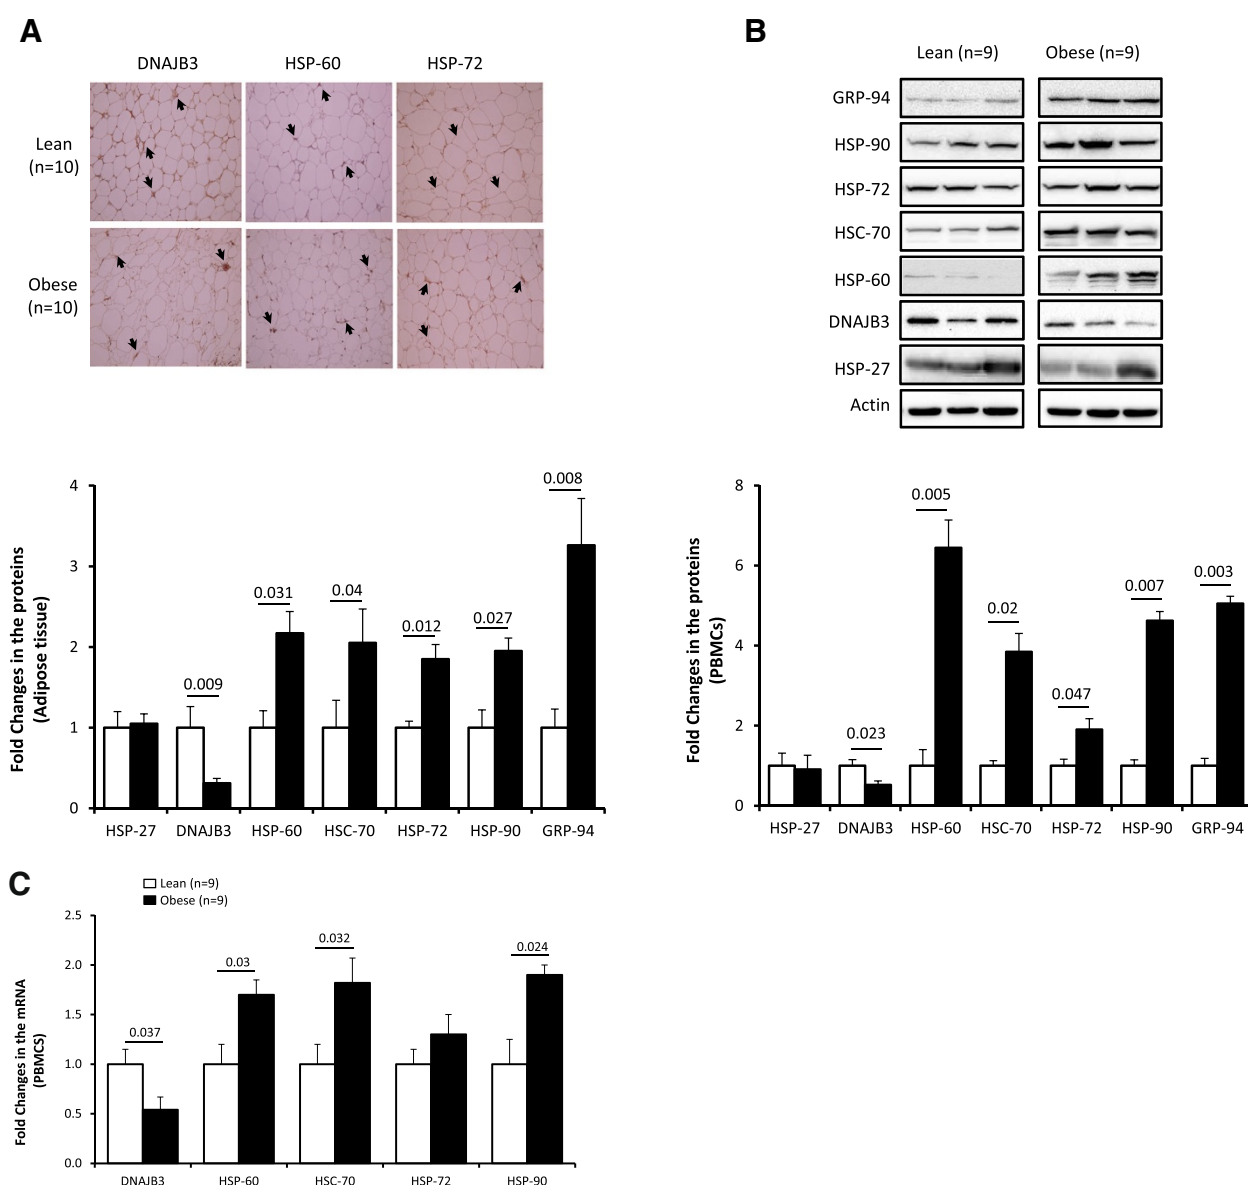 A
DNAJB3 HSP-60 HSP-72
Lean
(n=10)
Obese
(n=10)
4
3
2
1
0
Fold Changes in the proteins
(Adipose tissue)
0.009
0.031
0.04
0.012
0.027
0.008
HSP-27 DNAJB3 HSP-60 HSC-70 HSP-72 HSP-90 GRP-94
B
Lean (n=9) Obese (n=9)
GRP-94
HSP-90
HSP-72
HSC-70
HSP-60
DNAJB3
HSP-27
Actin
8
6
4
2
0
Fold Changes in the proteins
(PBMCs)
0.023
0.005
0.02
0.047
0.007
0.003
HSP-27 DNAJB3 HSP-60 HSC-70 HSP-72 HSP-90 GRP-94
C
Lean (n=9)
Obese (n=9)
2.5
2.0
1.5
1.0
0.5
0.0
Fold Changes in the mRNA
(PBMCS)
0.037
0.03
0.032
0.024
DNAJB3 HSP-60 HSC-70 HSP-72 HSP-90